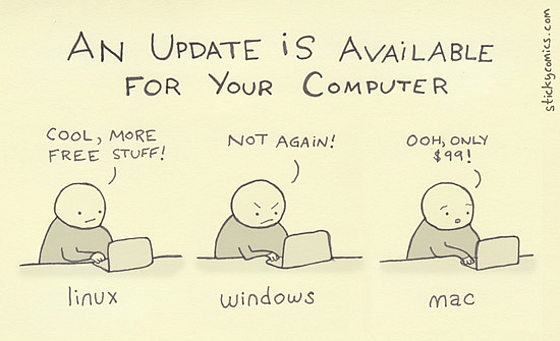 AN UPDATE iS AVAiLABLE
FOR YOUR COMPUTER
COOL, MORE
FREE STUFF!
NOT AGAiN!
OOH, ONLY
$99!
linux
windows
mac
stickycomics.com